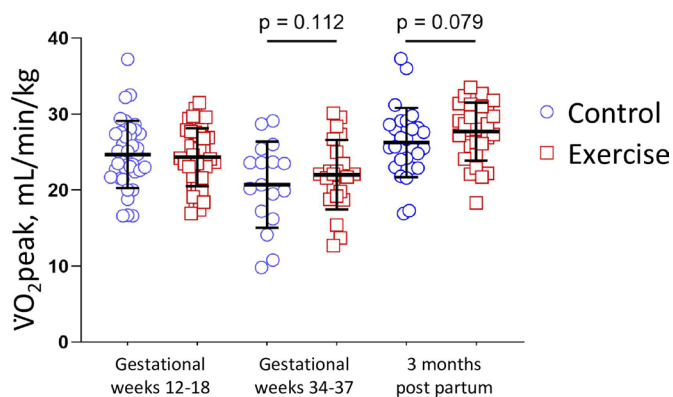 p = 0.112
p = 0.079
V̇O₂peak, mL/min/kg
40
30
20
10
0
Control
Exercise
Gestational
weeks 12-18
Gestational
weeks 34-37
3 months
post partum